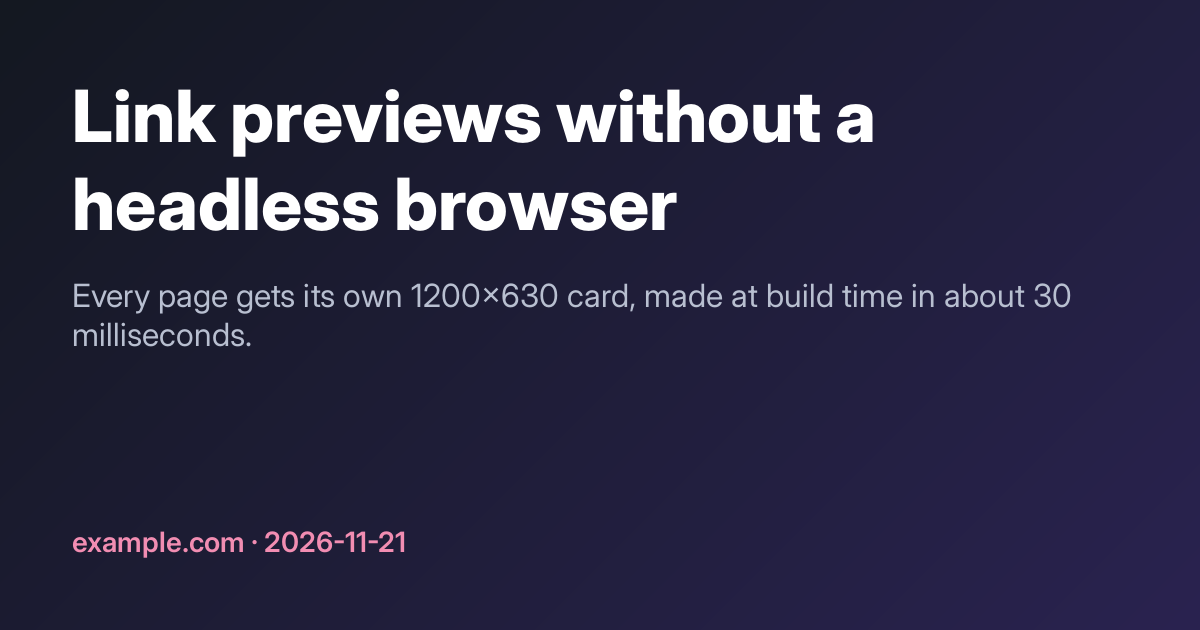 Link previews without a
headless browser
Every page gets its own 1200×630 card, made at build time in about 30
milliseconds.
example.com · 2026-11-21